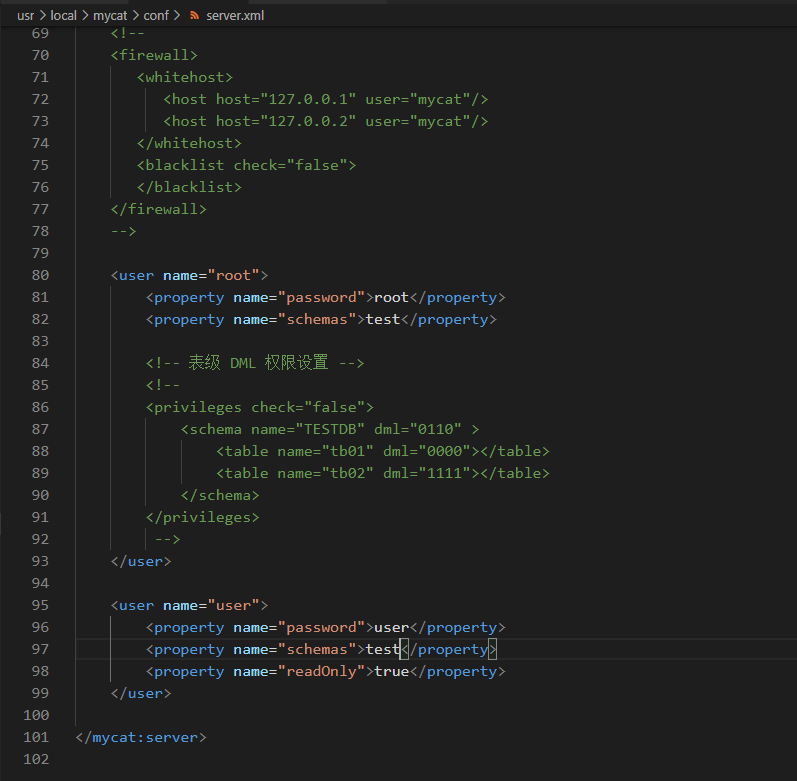 usr > local > mycat > conf > server.xml
69 <!--
70 <firewall>
71 <whitehost>
72 <host host="127.0.0.1" user="mycat"/>
73 <host host="127.0.0.2" user="mycat"/>
74 </whitehost>
75 <blacklist check="false">
76 </blacklist>
77 </firewall>
78 -->
79
80 <user name="root">
81 <property name="password">root</property>
82 <property name="schemas">test</property>
83
84 <!-- 表级 DML 权限设置 -->
85 <!--
86 <privileges check="false">
87 <schema name="TESTDB" dml="0110" >
88 <table name="tb01" dml="0000"></table>
89 <table name="tb02" dml="1111"></table>
90 </schema>
91 </privileges>
92 -->
93 </user>
94
95 <user name="user">
96 <property name="password">user</property>
97 <property name="schemas">test</property>
98 <property name="readOnly">true</property>
99 </user>
100
101 </mycat:server>
102